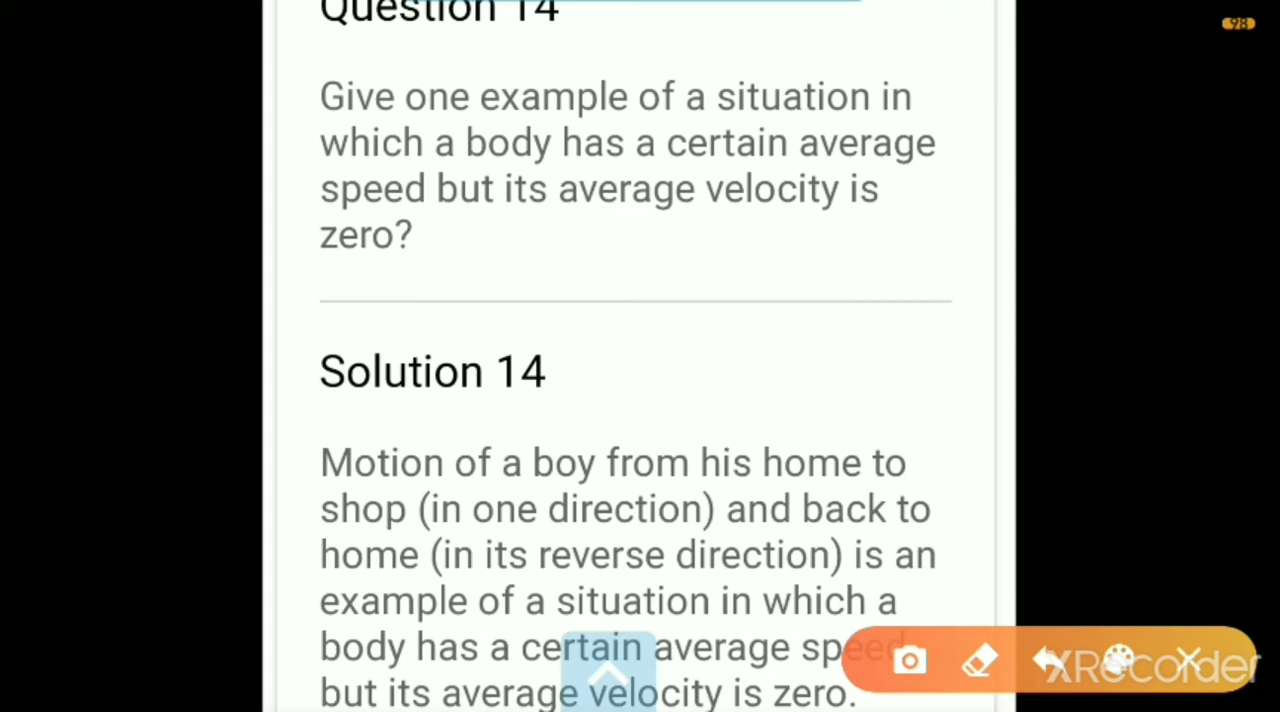 Question 14
98
Give one example of a situation in
which a body has a certain average
speed but its average velocity is
zero?
Solution 14
Motion of a boy from his home to
shop (in one direction) and back to
home (in its reverse direction) is an
example of a situation in which a
body has a certain average speed
but its average velocity is zero.
XRecorder